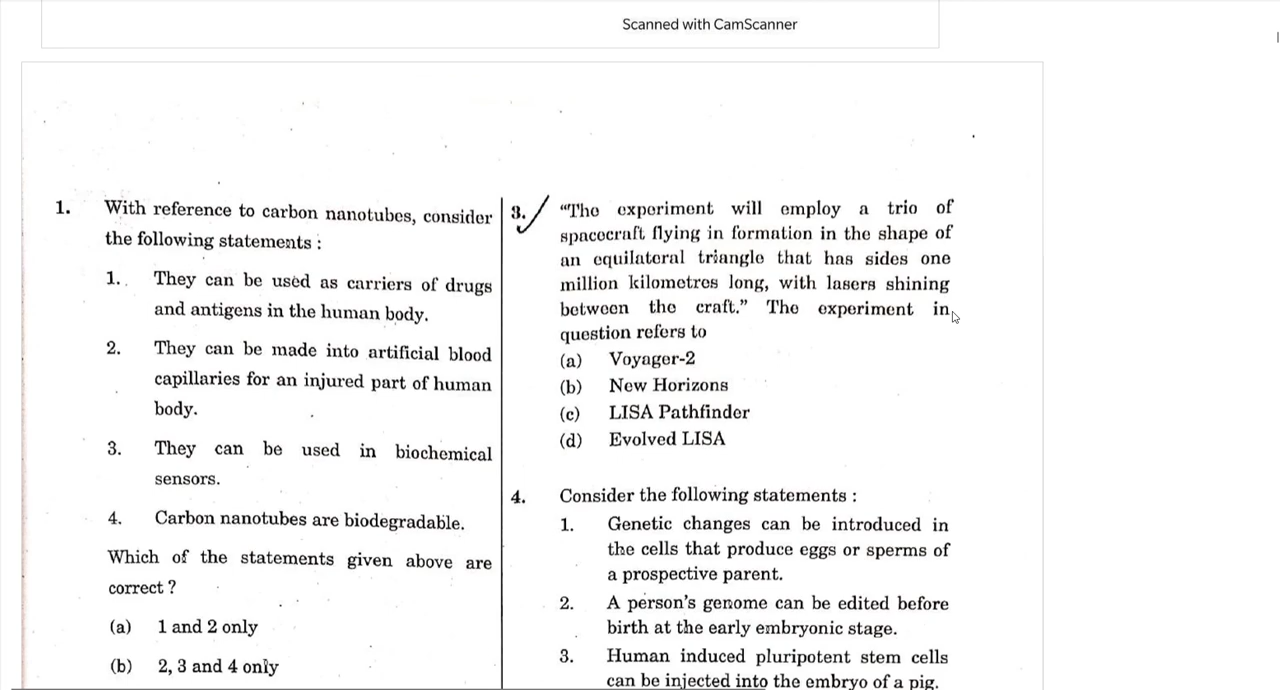 Scanned with CamScanner
1. With reference to carbon nanotubes, consider
the following statements :
1. They can be used as carriers of drugs
and antigens in the human body.
2. They can be made into artificial blood
capillaries for an injured part of human
body.
3. They can be used in biochemical
sensors.
4. Carbon nanotubes are biodegradable.
Which of the statements given above are
correct ?
(a) 1 and 2 only
(b) 2, 3 and 4 only
3. “The experiment will employ a trio of
spacecraft flying in formation in the shape of
an equilateral triangle that has sides one
million kilometres long, with lasers shining
between the craft.” The experiment in
question refers to
(a) Voyager-2
(b) New Horizons
(c) LISA Pathfinder
(d) Evolved LISA
4. Consider the following statements :
1. Genetic changes can be introduced in
the cells that produce eggs or sperms of
a prospective parent.
2. A person's genome can be edited before
birth at the early embryonic stage.
3. Human induced pluripotent stem cells
can be injected into the embryo of a pig.